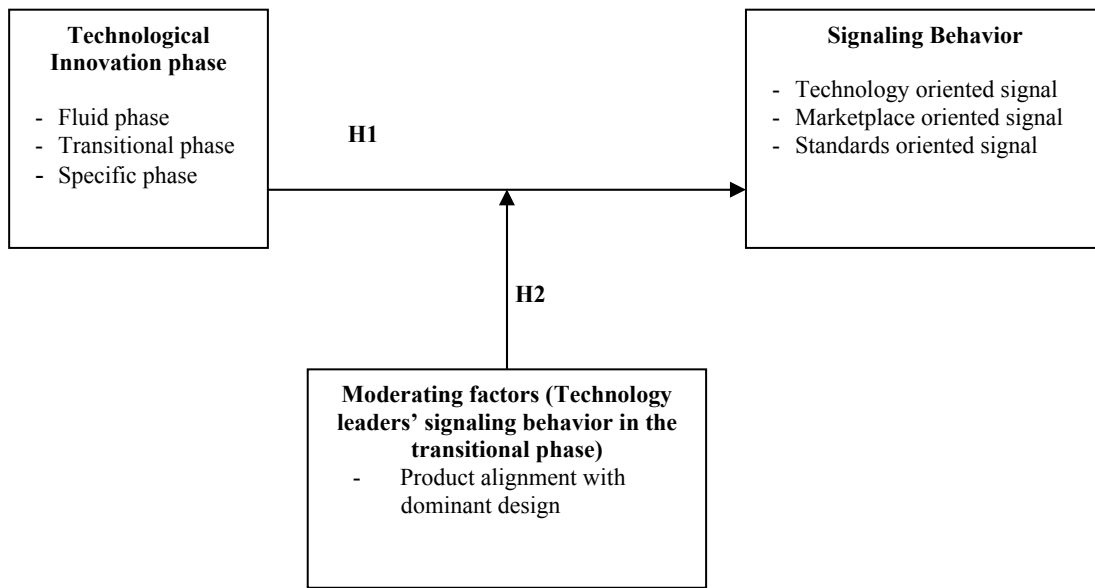 Technological
Innovation phase
- Fluid phase
- Transitional phase
- Specific phase
H1
Signaling Behavior
- Technology oriented signal
- Marketplace oriented signal
- Standards oriented signal
H2
Moderating factors (Technology
leaders’ signaling behavior in the
transitional phase)
- Product alignment with
dominant design